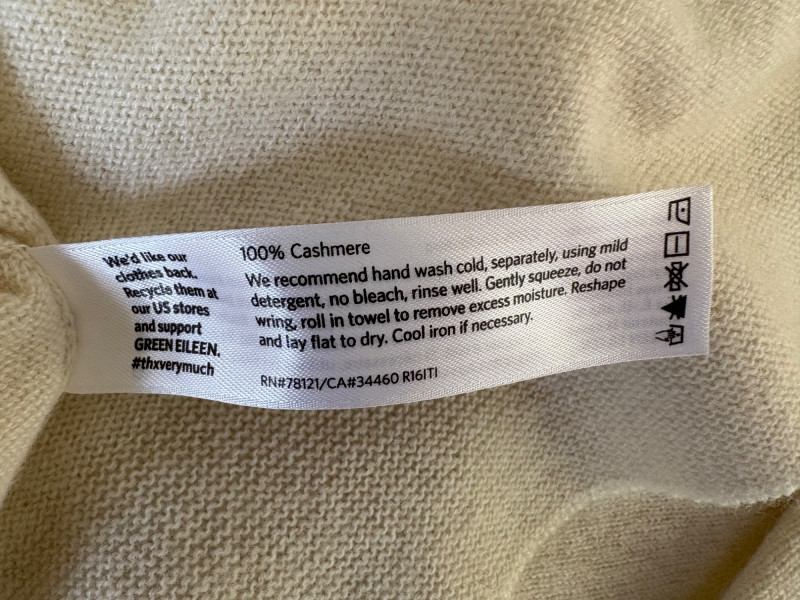 We'd like our
clothes back.
Recycle them at
our US stores
and support
GREEN EILEEN.
#thxverymuch
100% Cashmere
We recommend hand wash cold, separately, using mild
detergent, no bleach, rinse well. Gently squeeze, do not
wring, roll in towel to remove excess moisture. Reshape
and lay flat to dry. Cool iron if necessary.
RN#78121/CA#34460 R16ITI